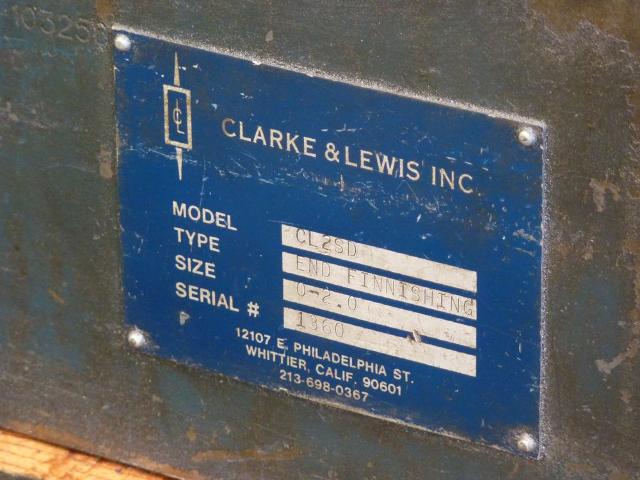 10325
CL
CLARKE & LEWIS INC
MODEL CL2SD
TYPE END FINNISHING
SIZE 0-2.0
SERIAL # 1360
12107 E. PHILADELPHIA ST.
WHITTIER, CALIF. 90601
213-698-0367